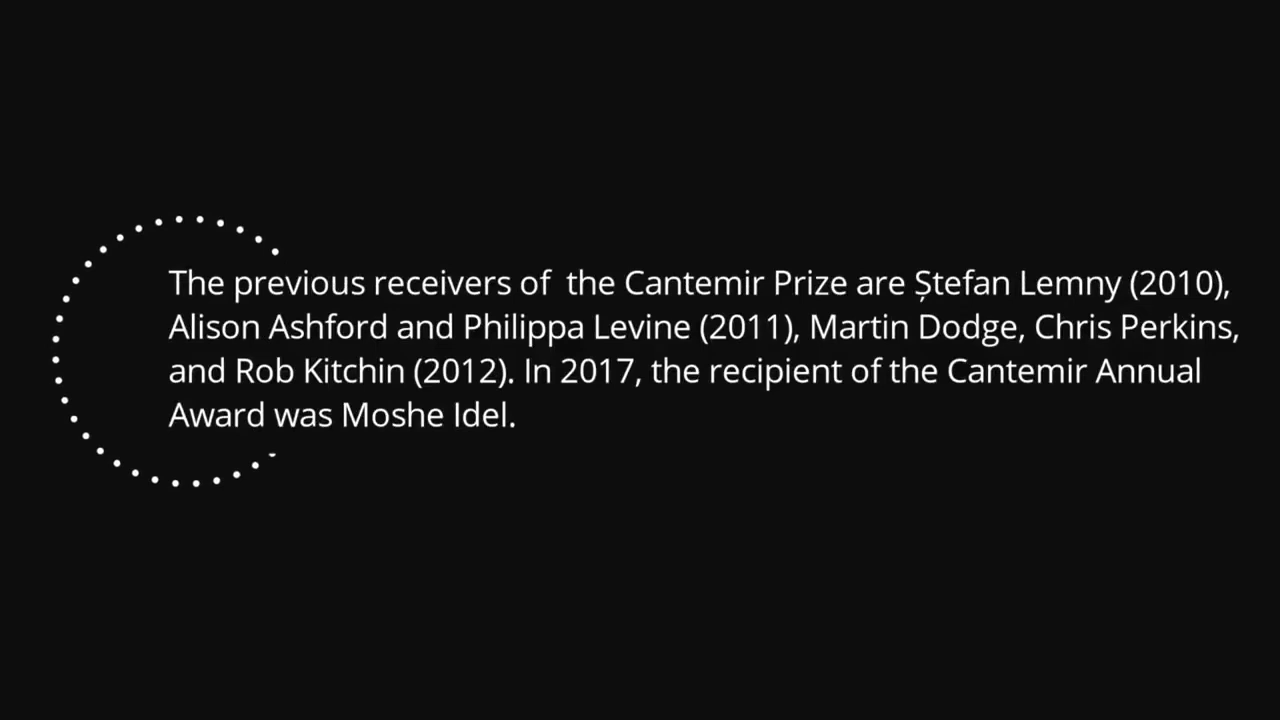 The previous receivers of  the Cantemir Prize are Ștefan Lemny (2010),
Alison Ashford and Philippa Levine (2011), Martin Dodge, Chris Perkins,
and Rob Kitchin (2012). In 2017, the recipient of the Cantemir Annual
Award was Moshe Idel.